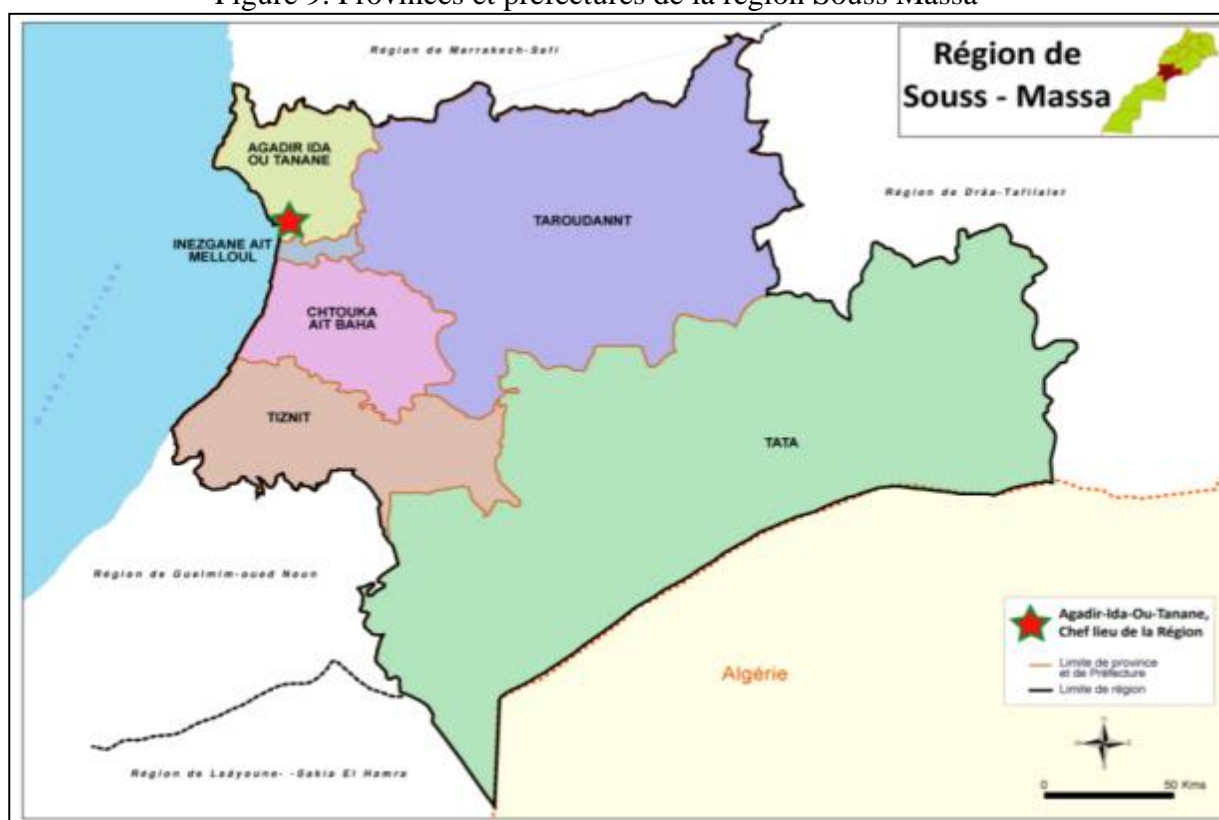 Figure 9. Provinces et préfectures de la région Souss Massa
Région de Marrakech-Safi
Région de
Souss - Massa
AGADIR IDA
OU TANANE
Région de Drâa-Tafilalet
TAROUDANNT
INEZGANE AIT
MELLOUL
CHTOUKA
AIT BAHA
TIZNIT
TATA
Région de Guelmim-oued Noun
Agadir-Ida-Ou-Tanane,
Chef lieu de la Région
Limite de province
et de Préfecture
Limite de région
Algérie
Région de Laâyoune- -Sakia El Hamra
0 50 Kms